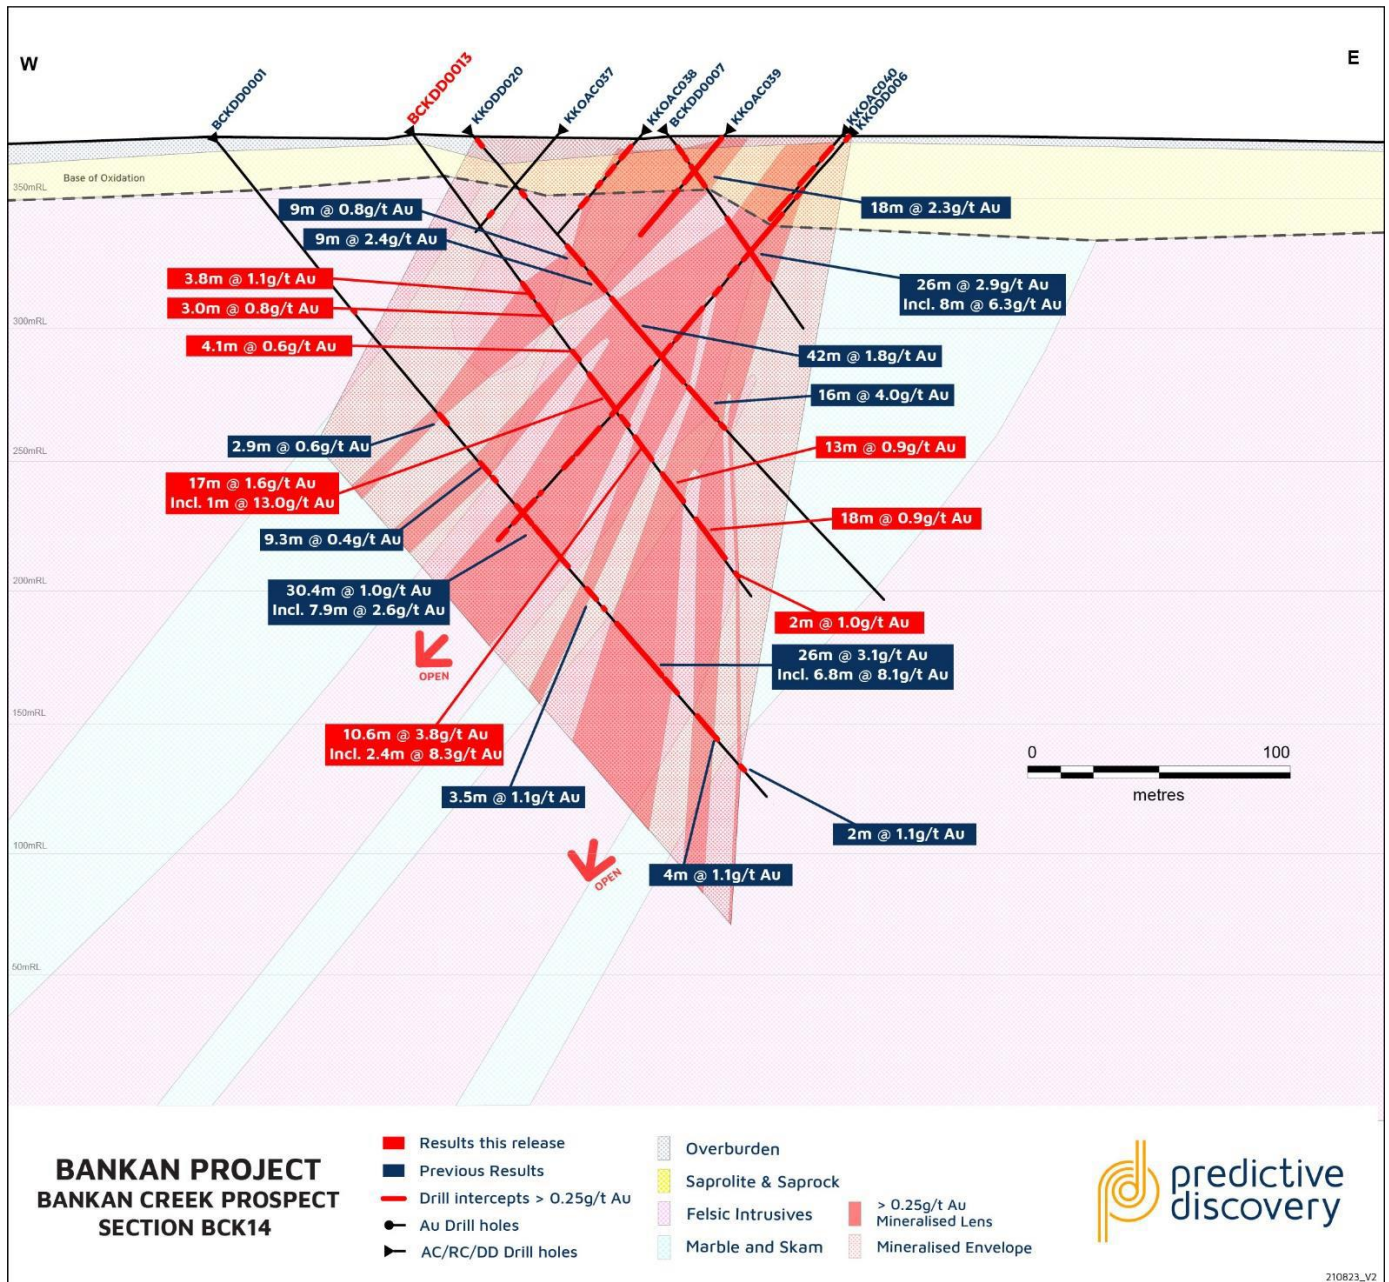 W
E
BCKDD0001
BCKDD0013
KKODD020
KKOAC037
KKOAC038
BCKDD0007
KKOAC039
KKOAC040
KKODD006
Base of Oxidation
350mRL
9m @ 0.8g/t Au
18m @ 2.3g/t Au
9m @ 2.4g/t Au
3.8m @ 1.1g/t Au
26m @ 2.9g/t Au
Incl. 8m @ 6.3g/t Au
3.0m @ 0.8g/t Au
300mRL
4.1m @ 0.6g/t Au
42m @ 1.8g/t Au
16m @ 4.0g/t Au
2.9m @ 0.6g/t Au
13m @ 0.9g/t Au
250mRL
17m @ 1.6g/t Au
Incl. 1m @ 13.0g/t Au
18m @ 0.9g/t Au
9.3m @ 0.4g/t Au
200mRL
30.4m @ 1.0g/t Au
Incl. 7.9m @ 2.6g/t Au
2m @ 1.0g/t Au
26m @ 3.1g/t Au
Incl. 6.8m @ 8.1g/t Au
OPEN
150mRL
10.6m @ 3.8g/t Au
Incl. 2.4m @ 8.3g/t Au
0 100
metres
3.5m @ 1.1g/t Au
2m @ 1.1g/t Au
100mRL
OPEN
4m @ 1.1g/t Au
50mRL
BANKAN PROJECT
BANKAN CREEK PROSPECT
SECTION BCK14
Results this release
Previous Results
Drill intercepts > 0.25g/t Au
Au Drill holes
AC/RC/DD Drill holes
Overburden
Saprolite & Saprock
Felsic Intrusives
Marble and Skam
> 0.25g/t Au
Mineralised Lens
Mineralised Envelope
predictive
discovery
210823_V2